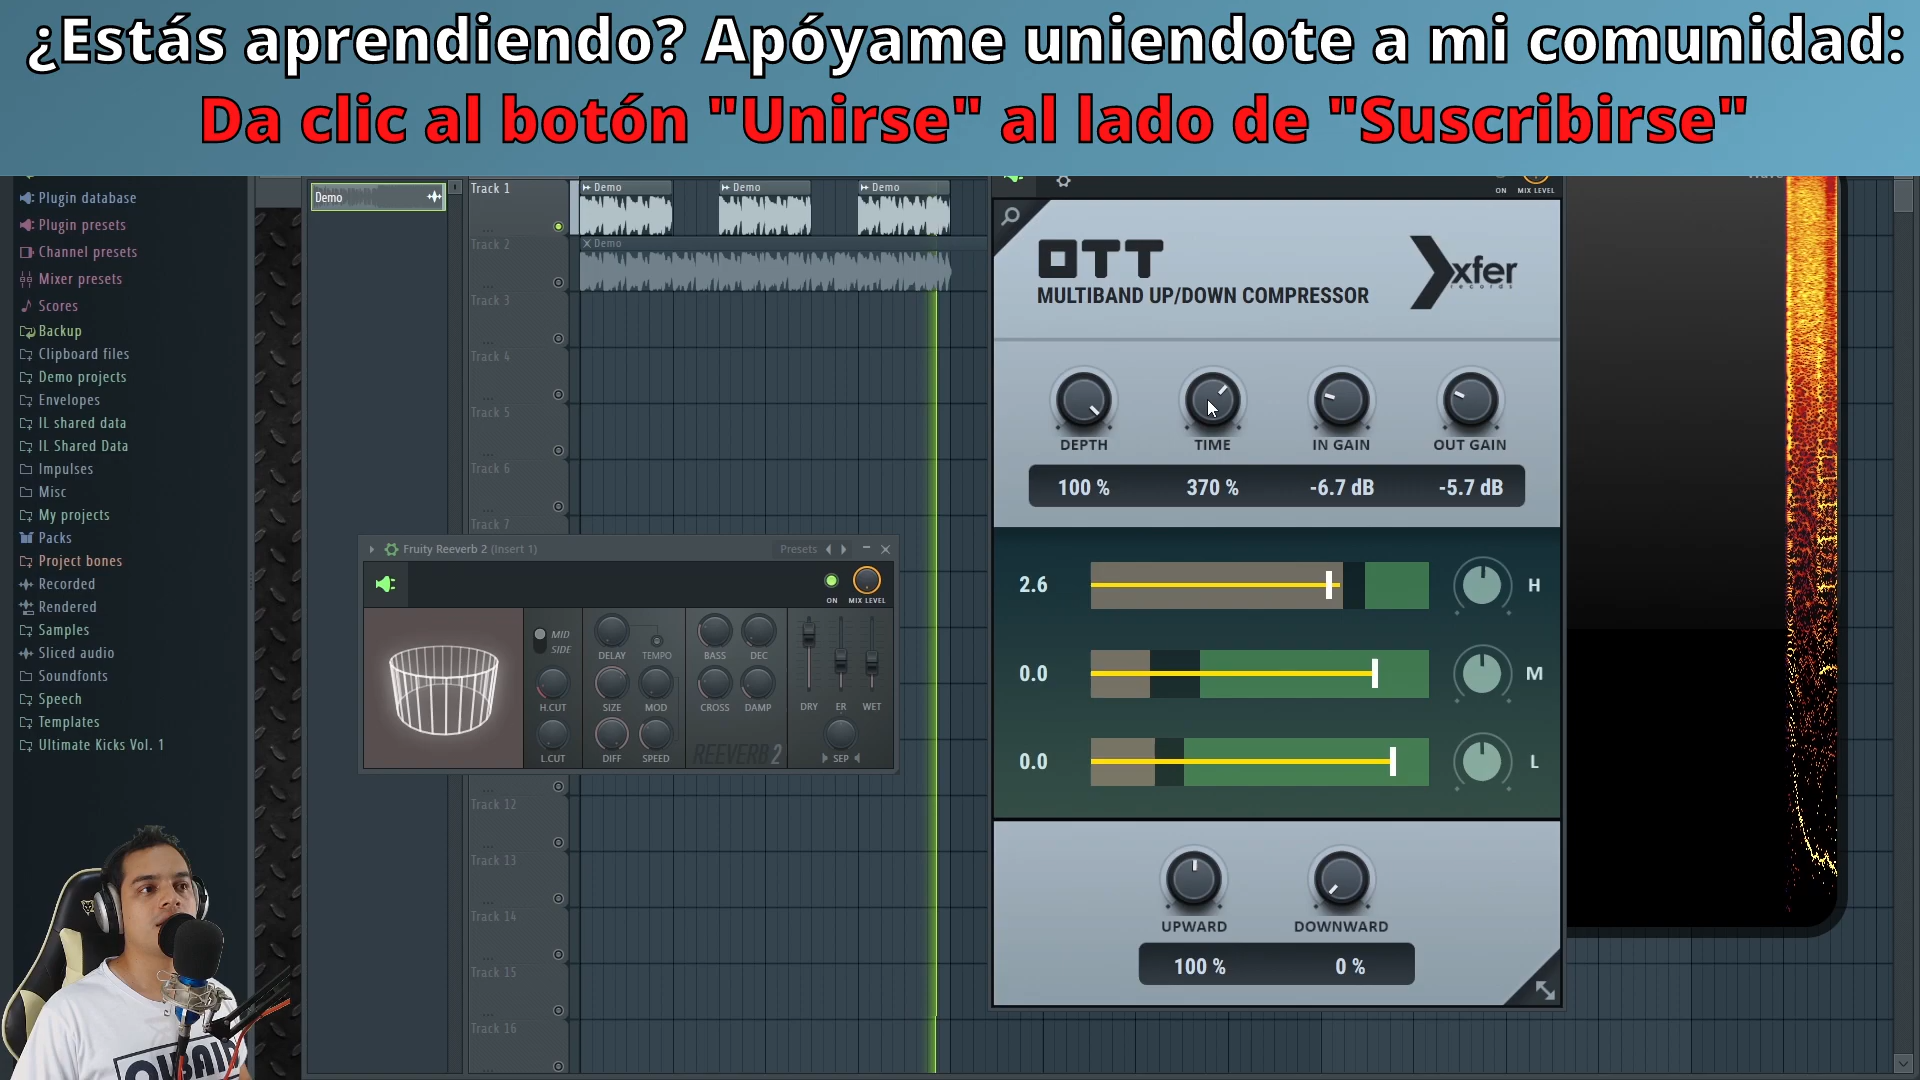 ¿Estás aprendiendo? Apóyame uniendote a mi comunidad:
Da clic al botón "Unirse" al lado de "Suscribirse"
Plugin database
Plugin presets
Channel presets
Mixer presets
Scores
Backup
Clipboard files
Demo projects
Envelopes
IL shared data
IL Shared Data
Impulses
Misc
My projects
Packs
Project bones
Recorded
Rendered
Samples
Sliced audio
Soundfonts
Speech
Templates
Ultimate Kicks Vol. 1
Demo
Track 1
Track 2
Track 3
Track 4
Track 5
Track 6
Track 7
Track 12
Track 13
Track 14
Track 15
Track 16
Demo
Demo
Demo
Demo
Fruity Reeverb 2 (Insert 1)
Presets
ON
MIX LEVEL
MID
SIDE
DELAY
TEMPO
BASS
DEC
H.CUT
SIZE
MOD
CROSS
DAMP
DRY
ER
WET
L.CUT
DIFF
SPEED
REEVERB 2
SEP
ON
MIX LEVEL
OTT
MULTIBAND UP/DOWN COMPRESSOR
xfer
records
DEPTH
TIME
IN GAIN
OUT GAIN
100 %
370 %
-6.7 dB
-5.7 dB
2.6
H
0.0
M
0.0
L
UPWARD
DOWNWARD
100 %
0 %